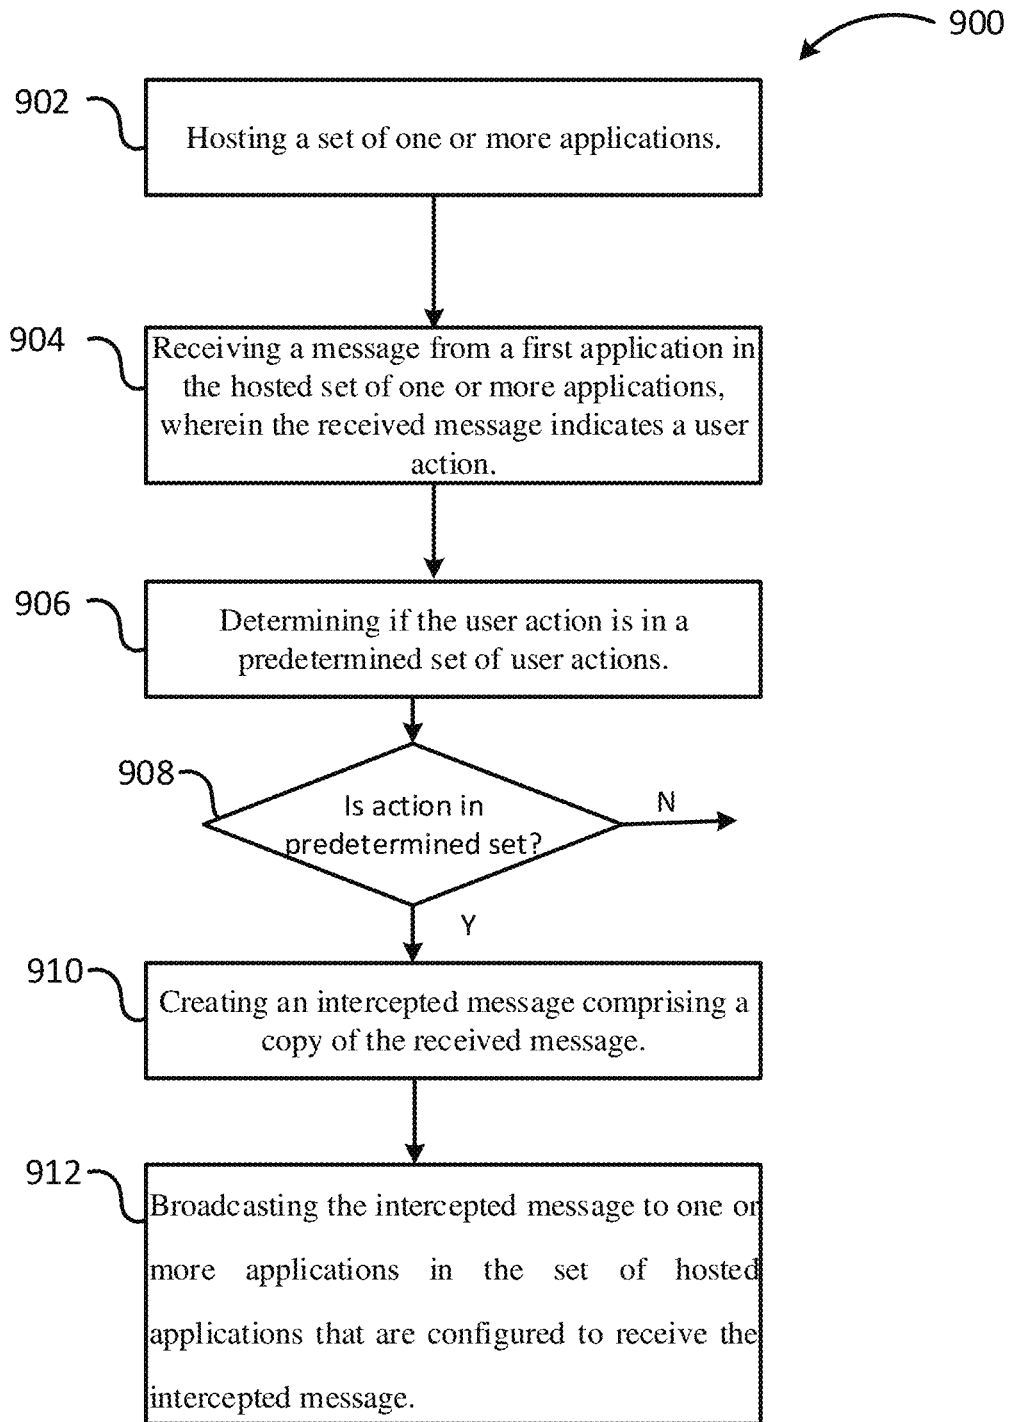 900
902
Hosting a set of one or more applications.
904
Receiving a message from a first application in
the hosted set of one or more applications,
wherein the received message indicates a user
action.
906
Determining if the user action is in a
predetermined set of user actions.
908
Is action in
predetermined set?
N
Y
910
Creating an intercepted message comprising a
copy of the received message.
912
Broadcasting the intercepted message to one or
more applications in the set of hosted
applications that are configured to receive the
intercepted message.